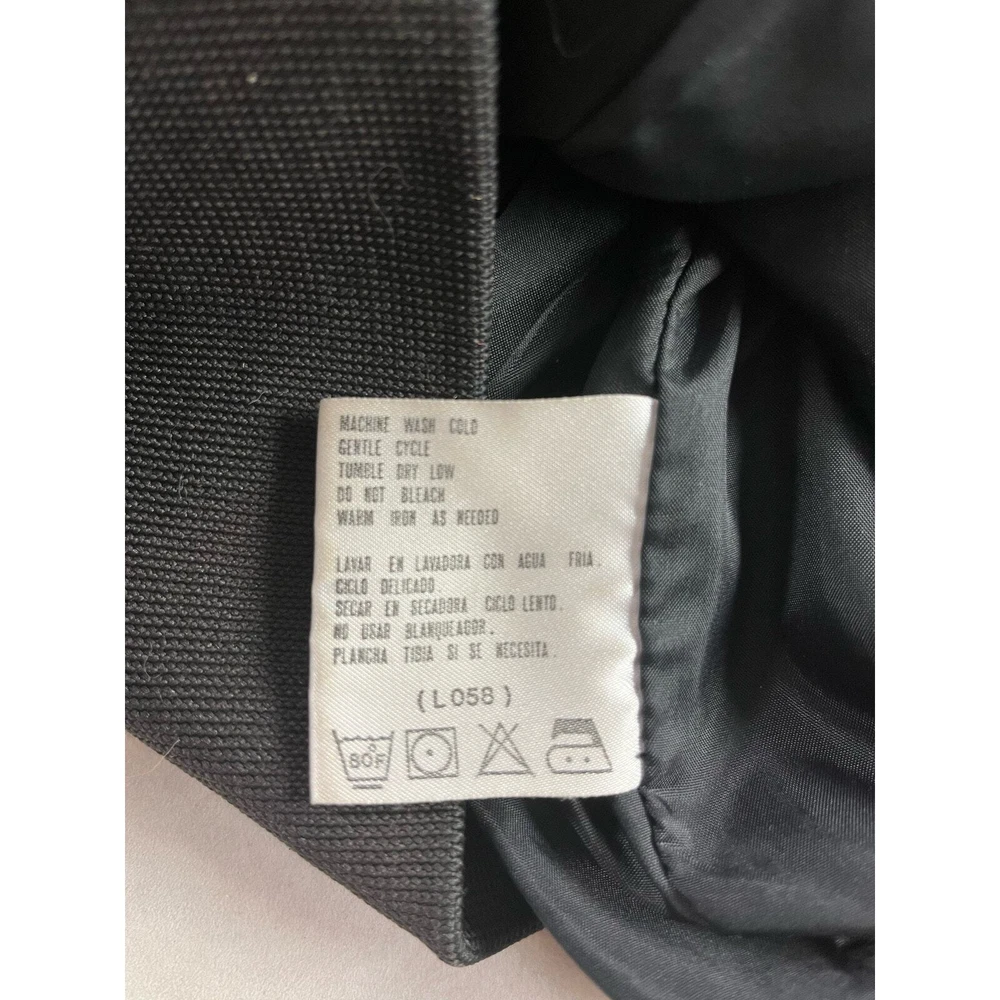 MACHINE WASH COLD
GENTLE CYCLE
TUMBLE DRY LOW
DO NOT BLEACH
WARM IRON AS NEEDED
LAVAR EN LAVADORA CON AGUA FRIA.
CICLO DELICADO.
SECAR EN SECADORA CICLO LENTO.
NO USAR BLANQUEADOR.
PLANCHA TIBIA SI SE NECESITA.
(L058)
80°F